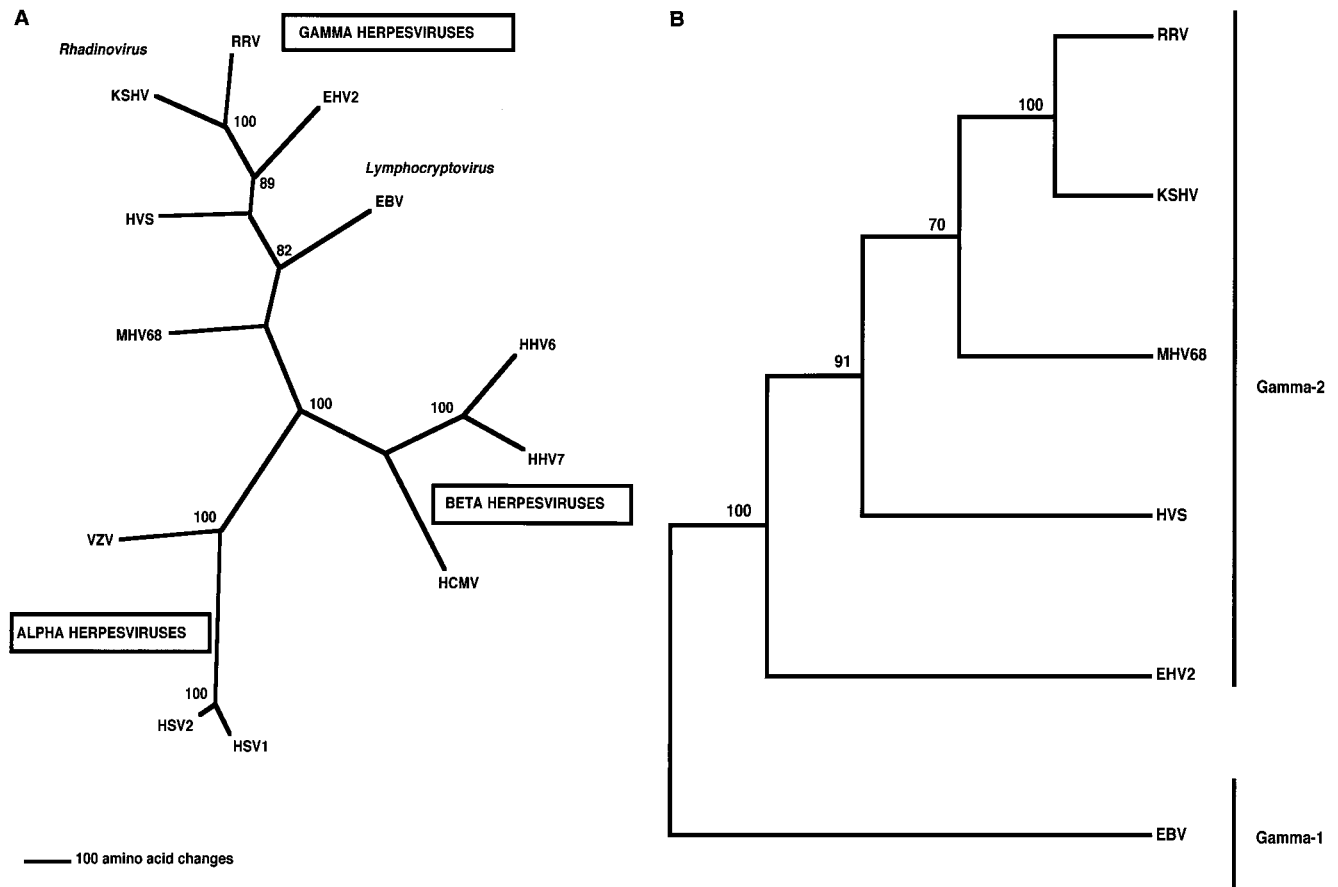 A
GAMMA HERPESVIRUSES
Rhadinovirus
RRV
KSHV
100
EHV2
89
Lymphocryptovirus
HVS
EBV
82
MHV68
HHV6
100
100
HHV7
BETA HERPESVIRUSES
100
VZV
HCMV
ALPHA HERPESVIRUSES
100
HSV2
HSV1
100 amino acid changes
B
RRV
100
KSHV
70
MHV68
91
Gamma-2
HVS
100
EHV2
EBV
Gamma-1